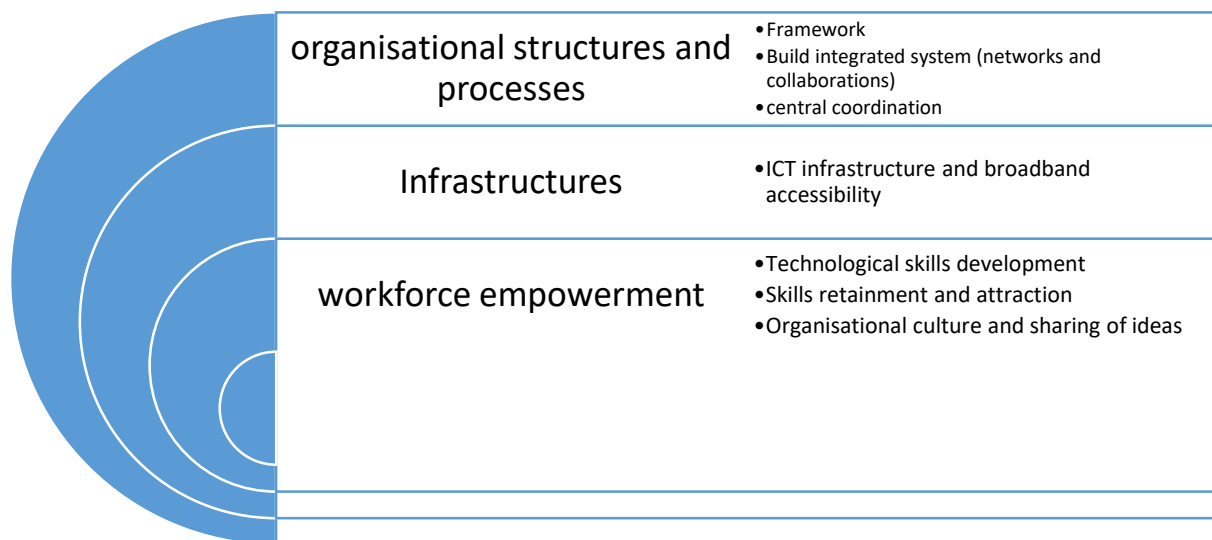 organisational structures and
processes
•Framework
•Build integrated system (networks and
collaborations)
•central coordination
Infrastructures
•ICT infrastructure and broadband
accessibility
workforce empowerment
•Technological skills development
•Skills retainment and attraction
•Organisational culture and sharing of ideas